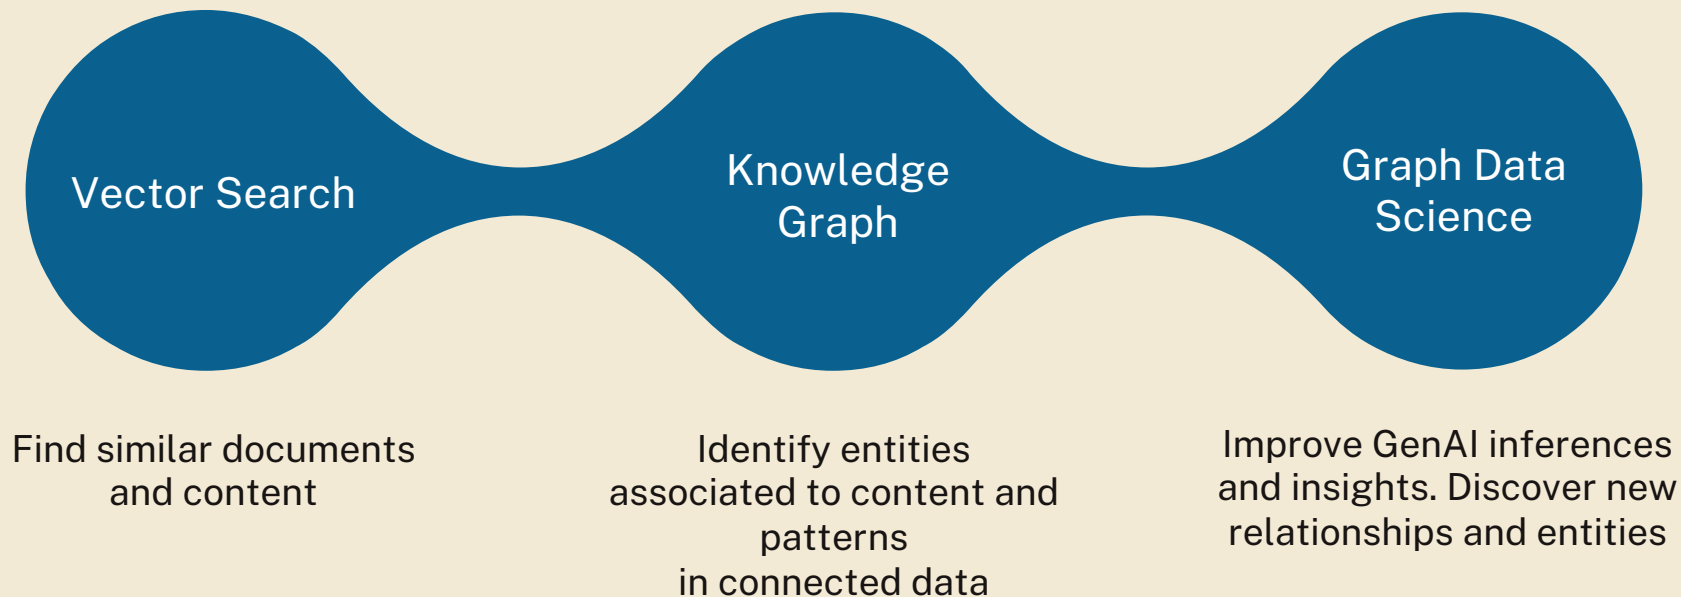 Vector Search
Knowledge
Graph
Graph Data
Science
Find similar documents
and content
Identify entities
associated to content and
patterns
in connected data
Improve GenAI inferences
and insights. Discover new
relationships and entities